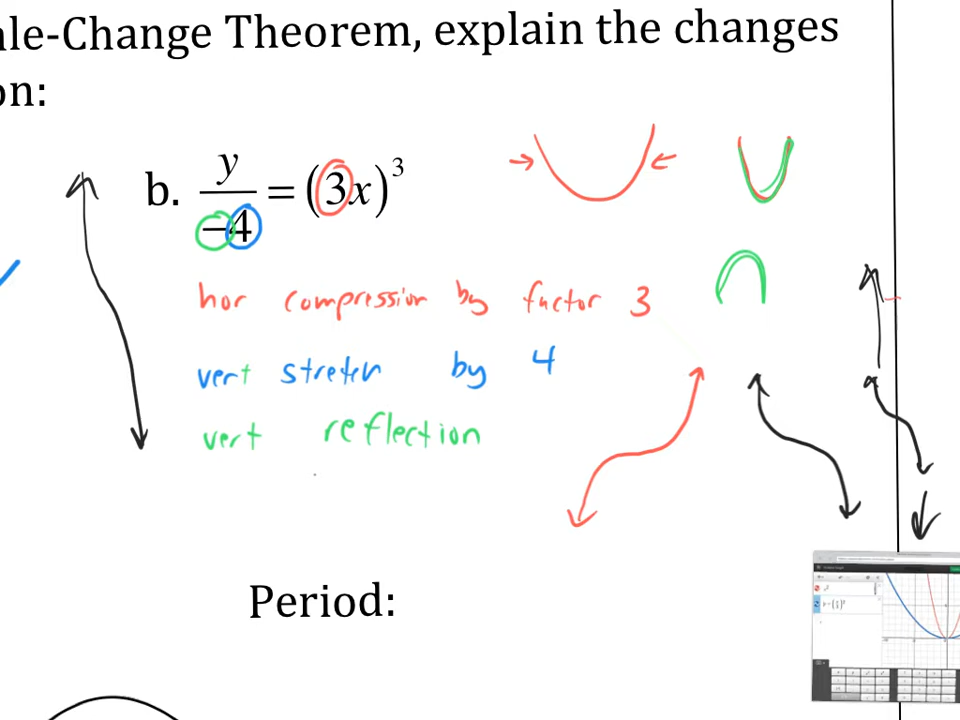 le-Change Theorem, explain the changes
on:
b. y/-4 = (3x)³
hor compression by factor 3
vert stretch by 4
vert reflection
Period: